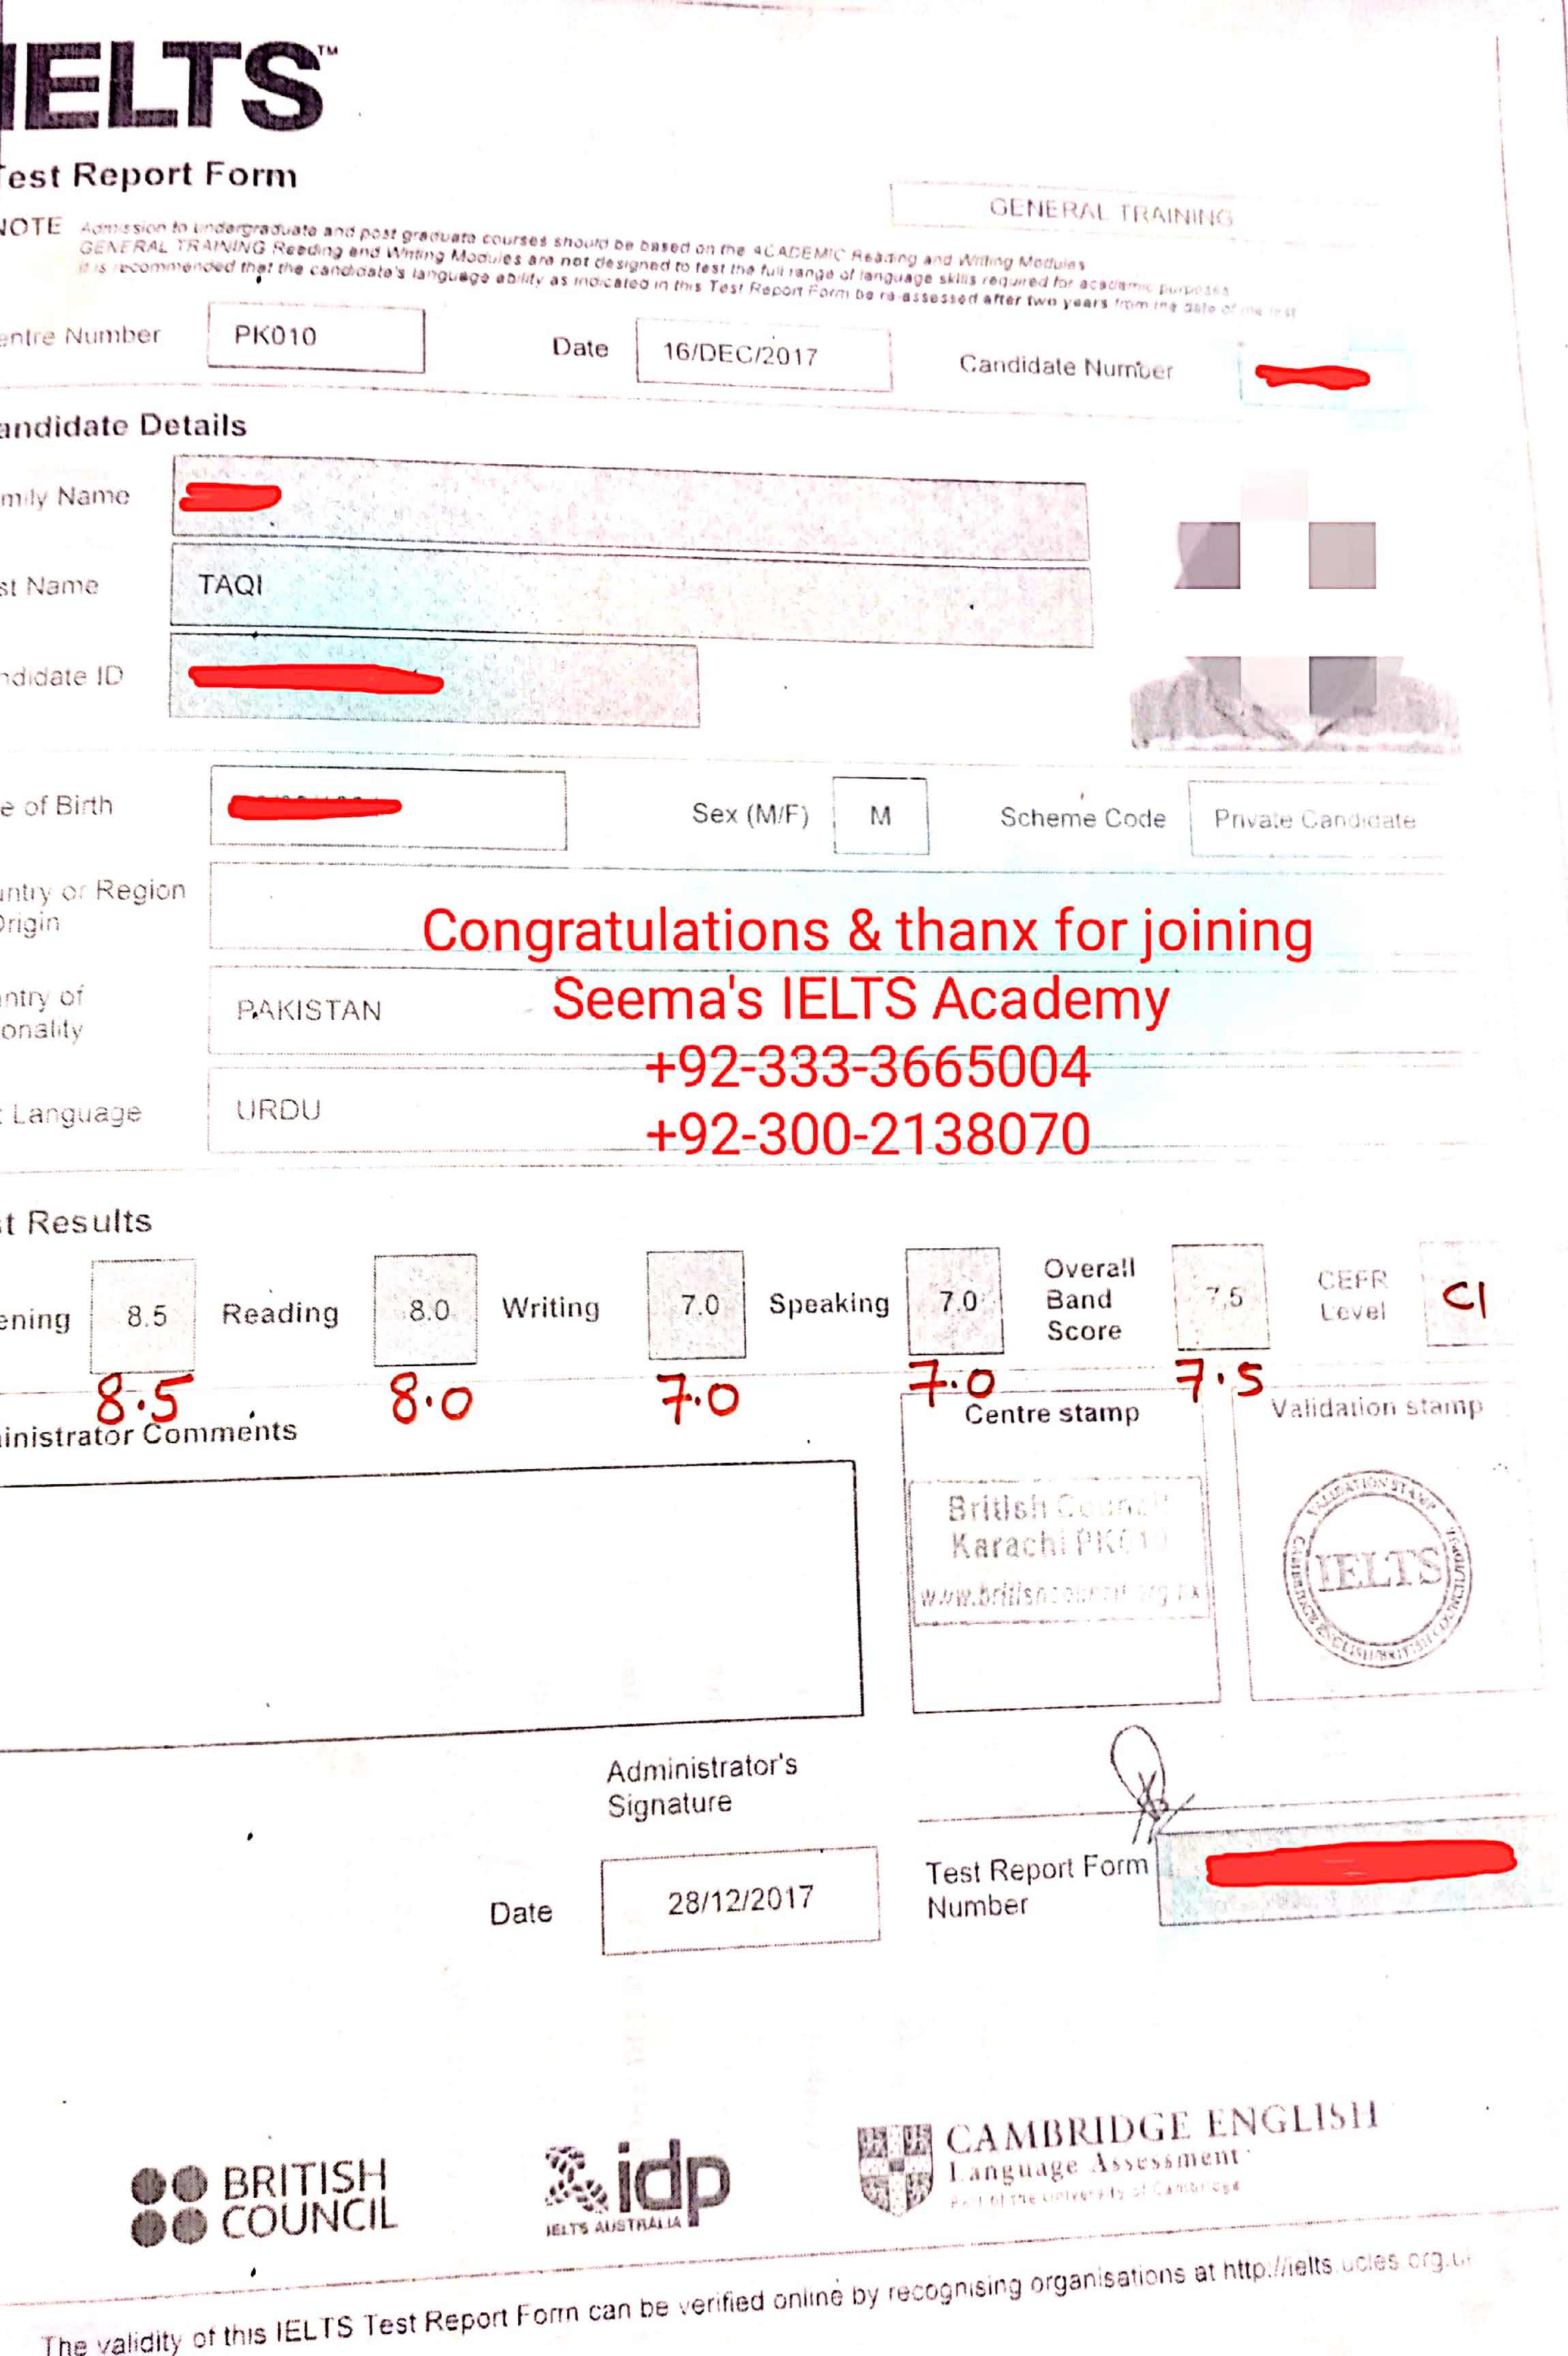 IELTS™
Test Report Form
GENERAL TRAINING
NOTE Admission to undergraduate and post graduate courses should be based on the ACADEMIC Reading and Writing Modules
GENERAL TRAINING Reading and Writing Modules are not designed to test the full range of language skills required for academic purposes
It is recommended that the candidate's language ability as indicated in this Test Report Form be re-assessed after two years from the date of the test
entre Number PK010 Date 16/DEC/2017 Candidate Number
andidate Details
mily Name
st Name TAQI
ndidate ID
e of Birth Sex (M/F) M Scheme Code Private Candidate
untry or Region
Origin
Congratulations & thanx for joining
Seema's IELTS Academy
+92-333-3665004
+92-300-2138070
ntry of
onality PAKISTAN
t Language URDU
st Results
ening 8.5 Reading 8.0 Writing 7.0 Speaking 7.0 Overall Band Score 7.5 CEFR Level C1
8.5 8.0 7.0 7.0 7.5
inistrator Comments
Centre stamp
Validation stamp
British Council
Karachi PK010
www.britishcouncil.org.pk
VALIDATION STAMP
IELTS
Administrator's
Signature
Date 28/12/2017
Test Report Form
Number
BRITISH
COUNCIL
idp
IELTS AUSTRALIA
CAMBRIDGE ENGLISH
Language Assessment
Part of the University of Cambridge
The validity of this IELTS Test Report Form can be verified online by recognising organisations at http://ielts.ucles.org.u